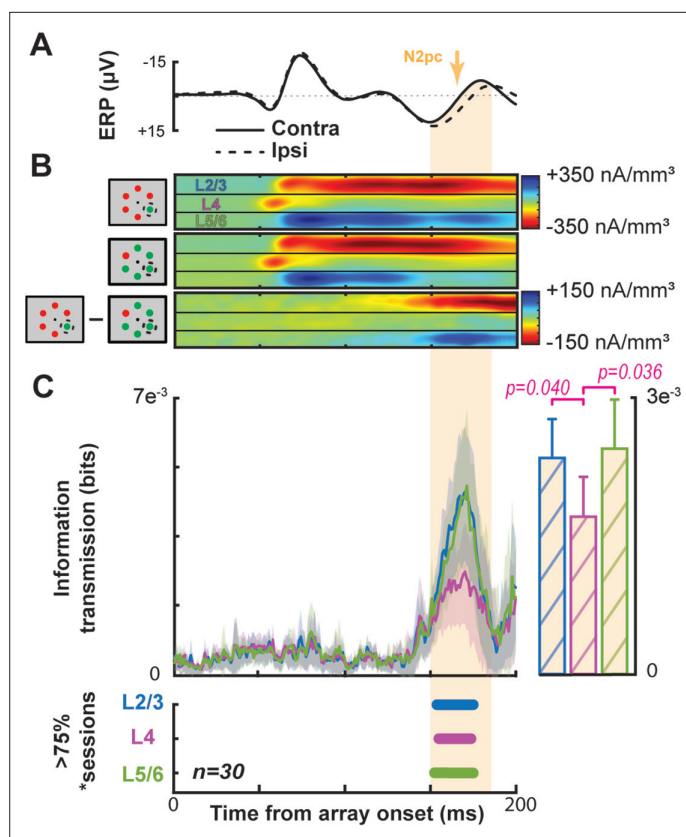 A
ERP (µV)
-15
+15
N2pc
Contra
Ipsi
B
L2/3
L4
L5/6
+350 nA/mm³
-350 nA/mm³
+150 nA/mm³
-150 nA/mm³
C
Information
transmission (bits)
7e⁻³
0
p=0.040
p=0.036
3e⁻³
0
>75%
*sessions
L2/3
L4
L5/6
n=30
0
200
Time from array onset (ms)